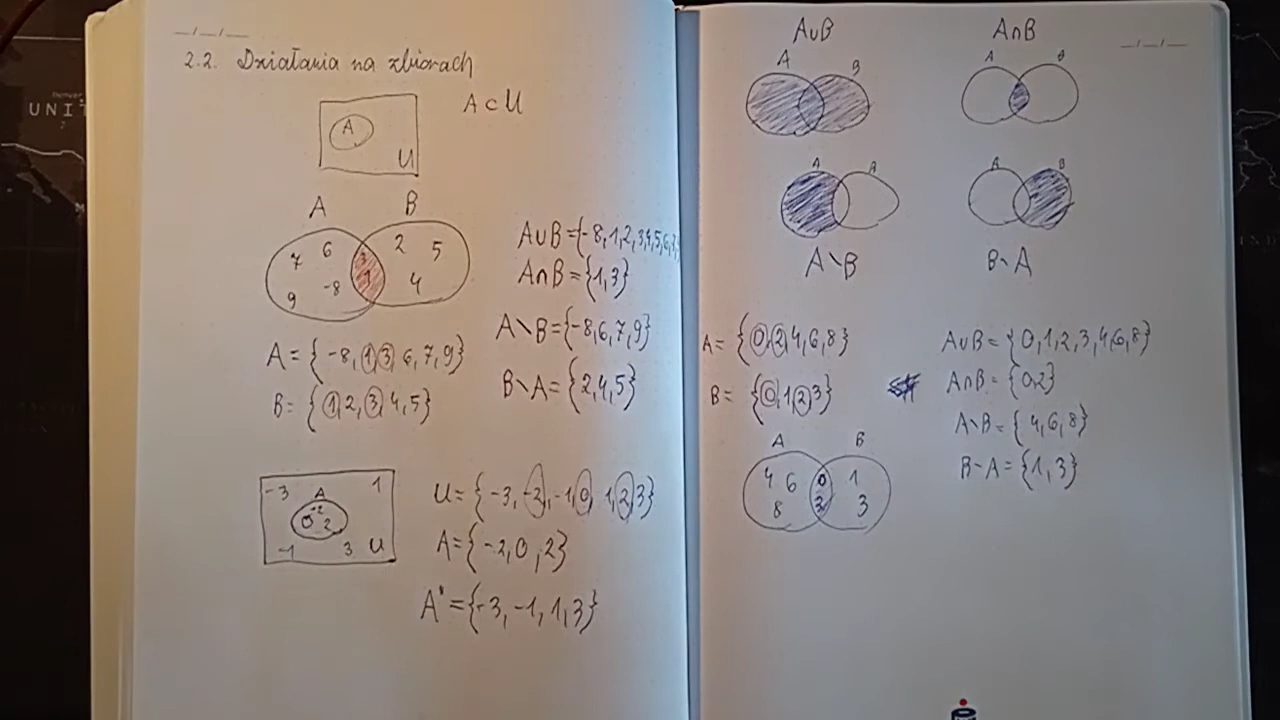 _/_/_
2.2. Działania na zbiorach
A ⊂ U
A
U
A B
7 6 3 2 5
9 -8 1 4
A∪B={-8,1,2,3,4,5,6,7,
A∩B={1,3}
A∖B={-8,6,7,9}
B∖A={2,4,5}
A={-8,1,3,6,7,9}
B={1,2,3,4,5}
-3 A 1
0 -2 2
-1 3 U
U={-3,-2,-1,0,1,2,3}
A={-2,0,2}
A'={-3,-1,1,3}
A∪B A∩B
_/_/_
A B A B
A A A B
A∖B B∖A
A={0,2,4,6,8}
B={0,1,2,3}
A B
4 6 0 1
8 2 3
A∪B={0,1,2,3,4,6,8}
A∩B={0,2}
A∖B={4,6,8}
B-A={1,3}
UNIT